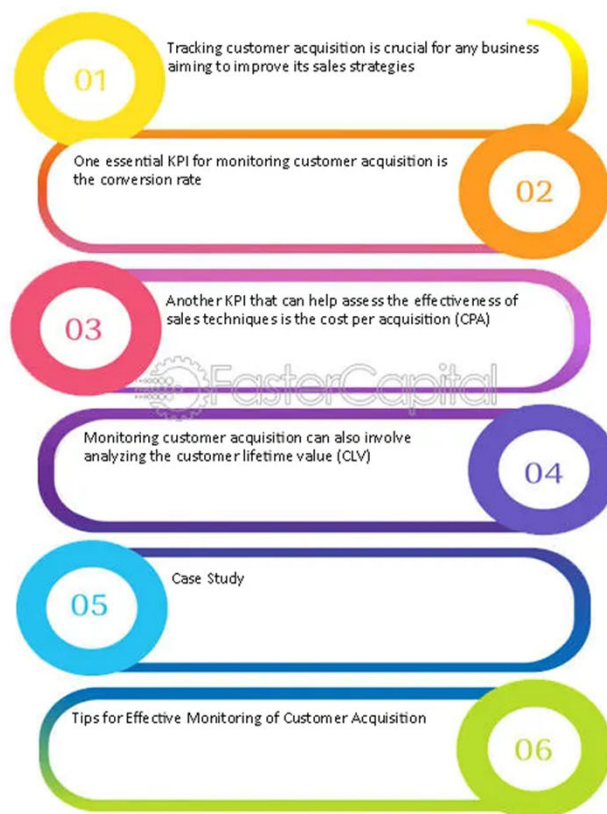 01
Tracking customer acquisition is crucial for any business
aiming to improve its sales strategies
One essential KPI for monitoring customer acquisition is
the conversion rate
02
03
Another KPI that can help assess the effectiveness of
sales techniques is the cost per acquisition (CPA)
FasterCapital
Monitoring customer acquisition can also involve
analyzing the customer lifetime value (CLV)
04
05
Case Study
Tips for Effective Monitoring of Customer Acquisition
06